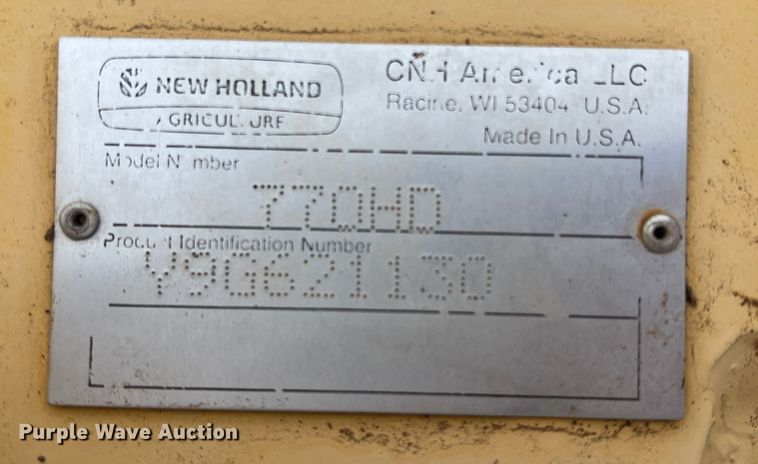 NEW HOLLAND
AGRICULTURE
CNH America LLC
Racine, WI 53404 U.S.A.
Made In U.S.A.
Model Number
770HD
Product Identification Number
Y9G621130
Purple Wave Auction